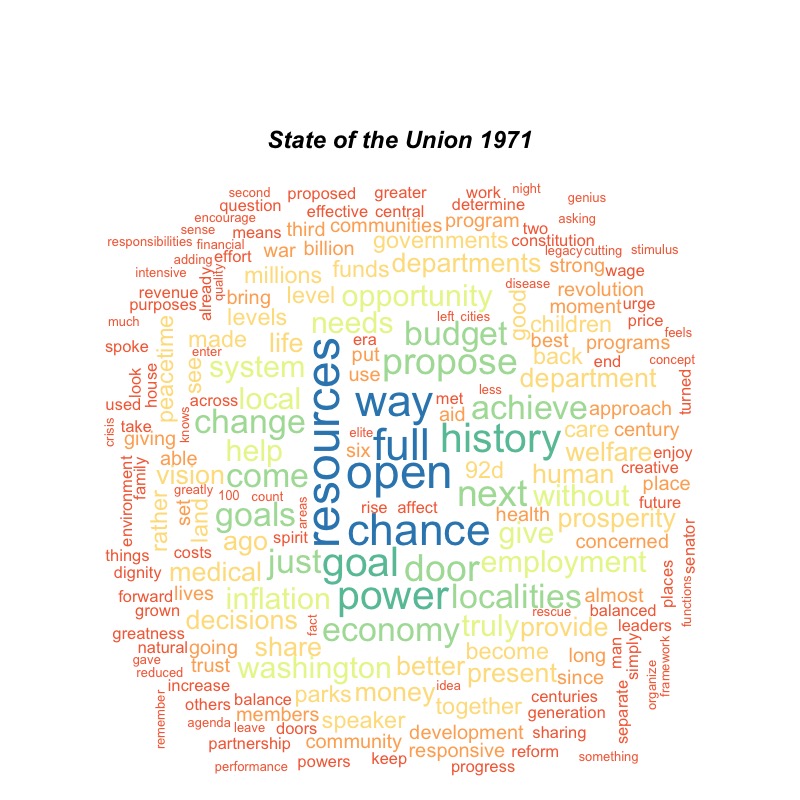 State of the Union 1971
second proposed greater work night
genius
question effective central determine
encourage
sense means third communities program two asking
responsibilities financial war billion governments constitution
adding effort legacy cutting stimulus
intensive already quality millions funds departments strong wage
disease
revenue bring level opportunity good revolution
purposes moment urge
much levels needs left cities children price
spoke peacetime made life era budget best programs feels
enter resources put propose back end concept
look house see system use department turned
used across local way met less
crisis take knows change elite aid achieve approach
giving able help six full history care century
welfare enjoy
vision come open 92d human creative
environment family rather greatly 100 count place
set land goals areas rise affect next without future
ago spirit chance health prosperity
things costs give concerned senator
dignity medical just goal door employment places functions
forward lives inflation power localities almost
grown decisions fact rescue balanced
greatness economy truly provide leaders
natural going share become long man simply
gave trust washington better present since framework
reduced organize
increase idea centuries
remember others balance parks money together generation separate
members speaker
agenda leave doors development sharing
partnership community responsive reform
performance powers keep progress something